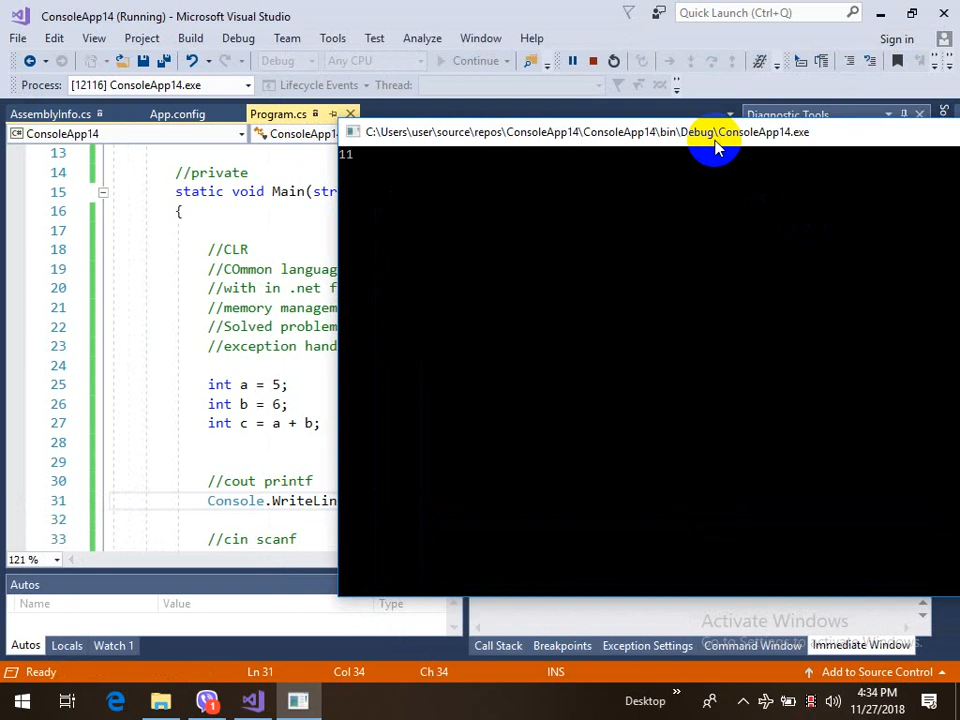 ConsoleApp14 (Running) - Microsoft Visual Studio
Quick Launch (Ctrl+Q)
File Edit View Project Build Debug Team Tools Test Analyze Window Help
Sign in
Debug Any CPU Continue
Process: [12116] ConsoleApp14.exe Lifecycle Events Thread:
AssemblyInfo.cs App.config Program.cs Diagnostic Tools
ConsoleApp14 ConsoleApp14
C:\Users\user\source\repos\ConsoleApp14\ConsoleApp14\bin\Debug\ConsoleApp14.exe
11
13
14 //private
15 static void Main(str
16 {
17
18 //CLR
19 //COmmon languag
20 //with in .net f
21 //memory managem
22 //Solved problem
23 //exception hand
24
25 int a = 5;
26 int b = 6;
27 int c = a + b;
28
29
30 //cout printf
31 Console.WriteLin
32
33 //cin scanf
121 %
Autos
Name Value Type
Autos Locals Watch 1
Call Stack Breakpoints Exception Settings Command Window Immediate Window
Activate Windows
Go to Settings to activate Windows.
Ready Ln 31 Col 34 Ch 34 INS Add to Source Control
Desktop
4:34 PM
11/27/2018